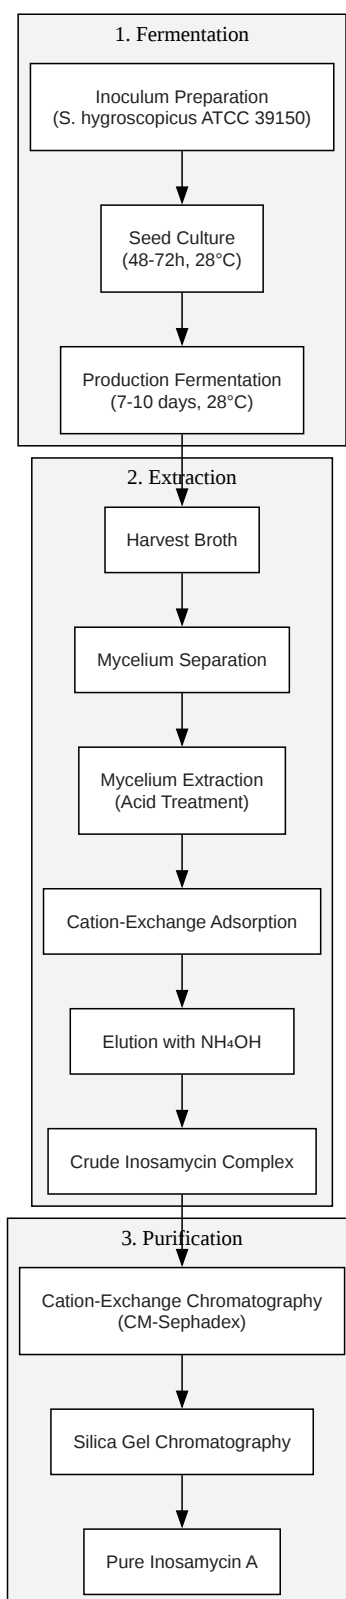 1. Fermentation
Inoculum Preparation
(S. hygroscopicus ATCC 39150)
Seed Culture
(48-72h, 28°C)
Production Fermentation
(7-10 days, 28°C)
2. Extraction
Harvest Broth
Mycelium Separation
Mycelium Extraction
(Acid Treatment)
Cation-Exchange Adsorption
Elution with NH₄OH
Crude Inosamycin Complex
3. Purification
Cation-Exchange Chromatography
(CM-Sephadex)
Silica Gel Chromatography
Pure Inosamycin A